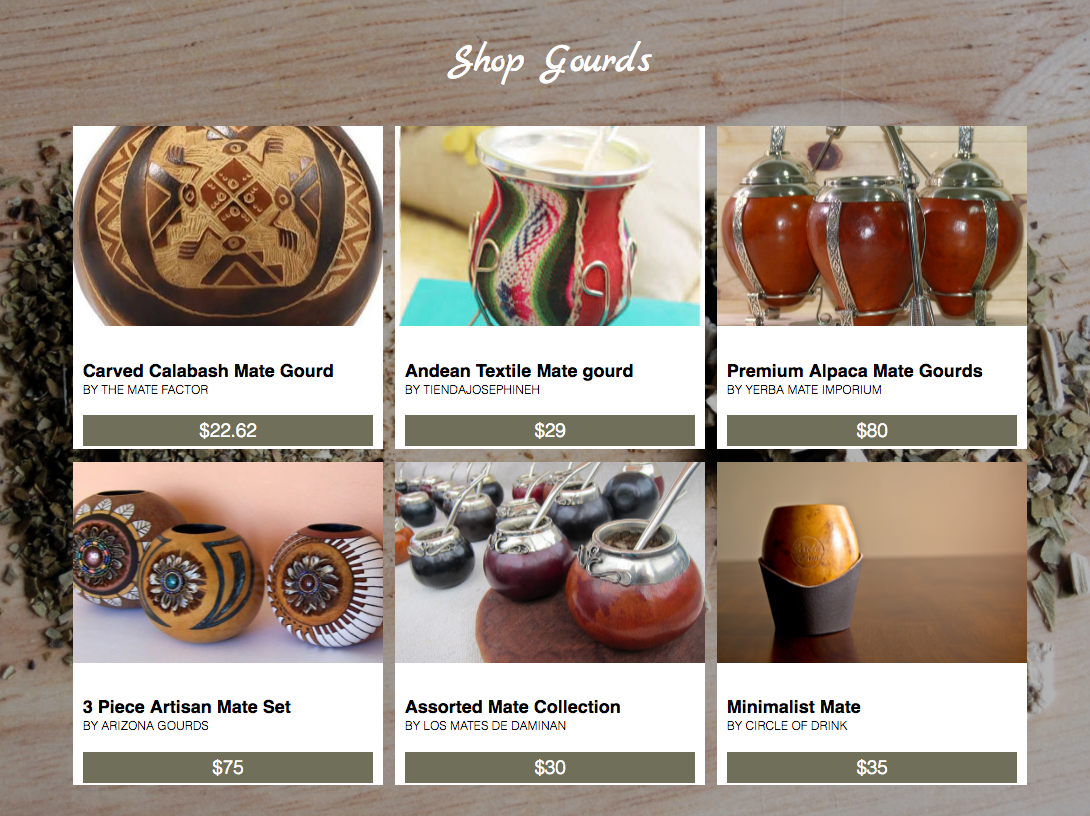 Shop Gourds
Carved Calabash Mate Gourd
BY THE MATE FACTOR
$22.62
Andean Textile Mate gourd
BY TIENDAJOSEPHINEH
$29
Premium Alpaca Mate Gourds
BY YERBA MATE IMPORIUM
$80
3 Piece Artisan Mate Set
BY ARIZONA GOURDS
$75
Assorted Mate Collection
BY LOS MATES DE DAMINAN
$30
Minimalist Mate
BY CIRCLE OF DRINK
$35